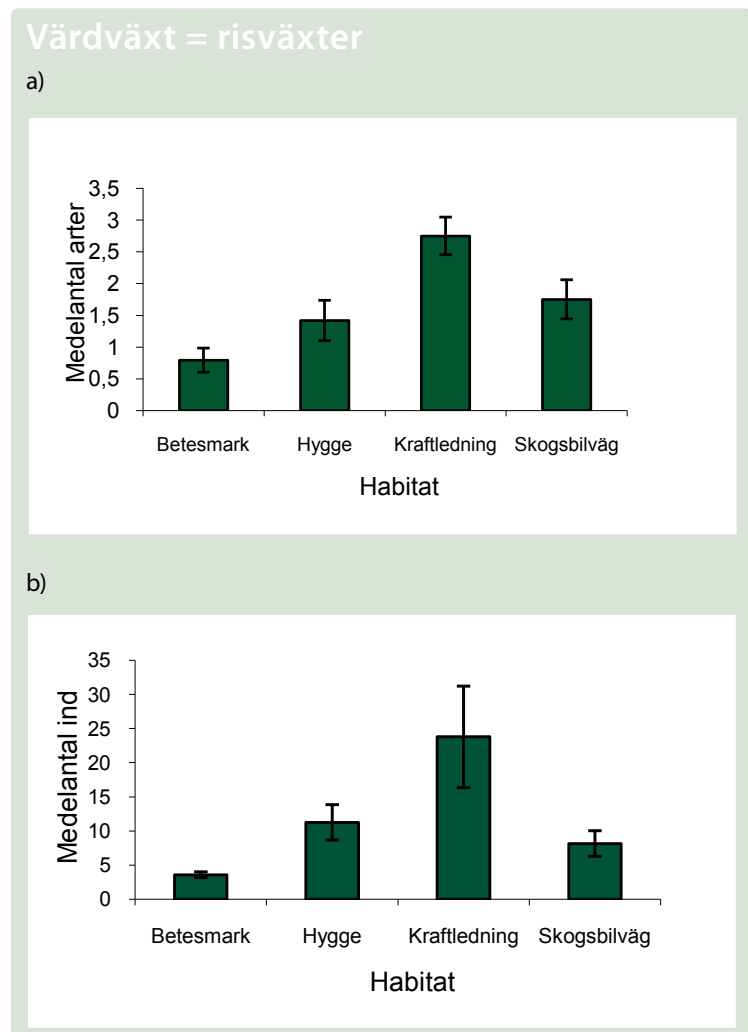 Värdväxt = risväxter
a)
Medelantal arter
3,5
3
2,5
2
1,5
1
0,5
0
Betesmark Hygge Kraftledning Skogsbilväg
Habitat
b)
Medelantal ind
35
30
25
20
15
10
5
0
Betesmark Hygge Kraftledning Skogsbilväg
Habitat